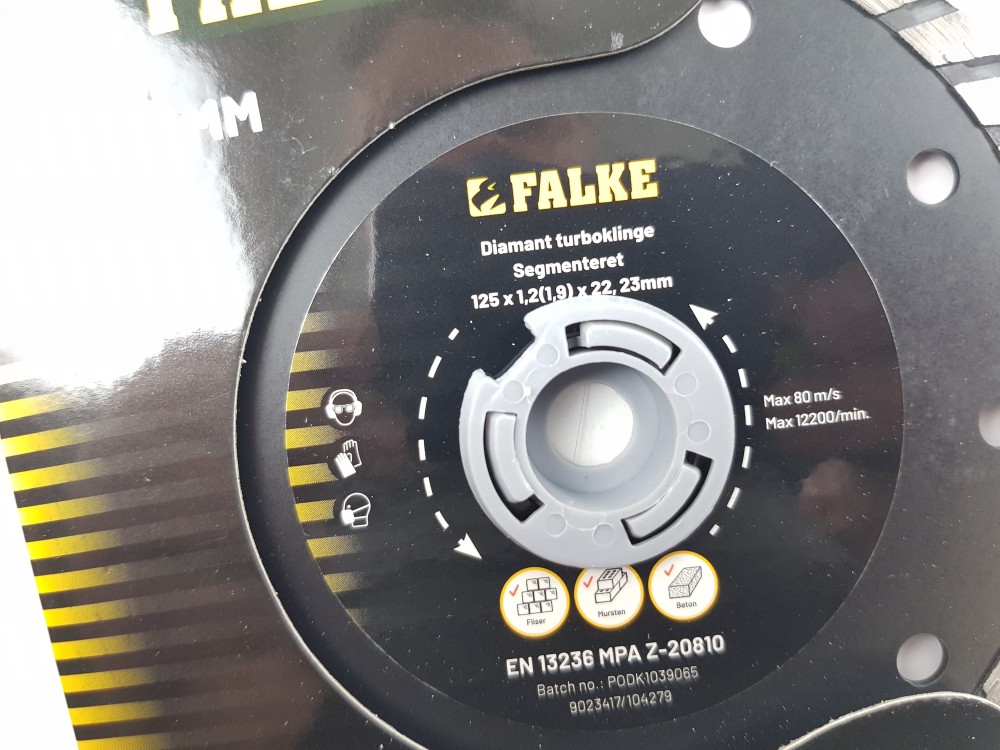 MM
FALKE
Diamant turboklinge
Segmenteret
125 x 1,2(1,9) x 22, 23mm
Max 80 m/s
Max 12200/min.
Fliser
Mursten
Beton
EN 13236 MPA Z-20810
Batch no.: PODK1039065
9023417/104279